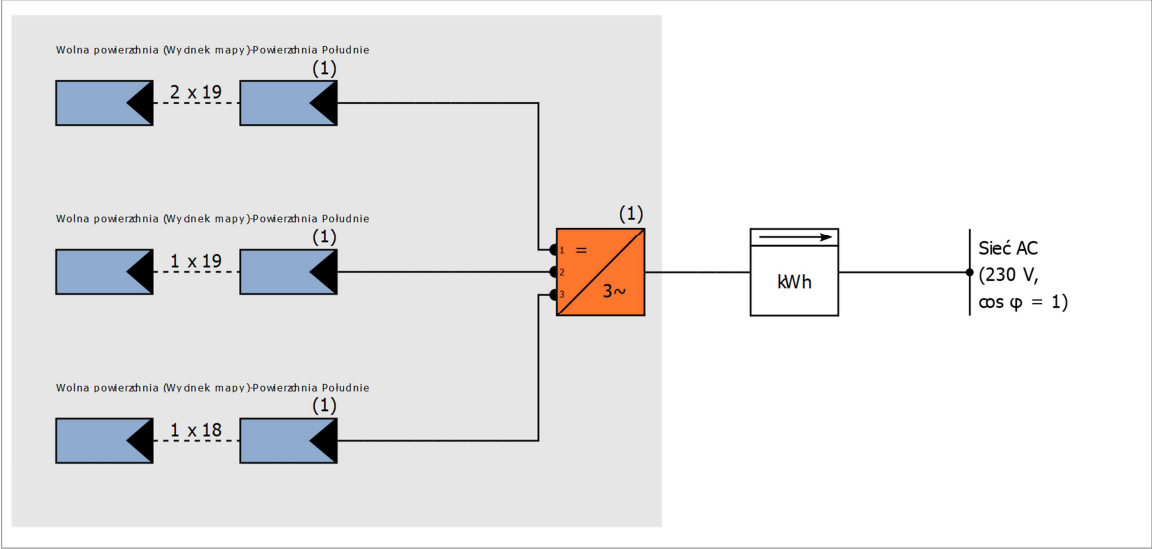 Wolna powierzchnia (Wydnek mapy)-Powierzchnia Południe
(1)
2 x 19
Wolna powierzchnia (Wydnek mapy)-Powierzchnia Południe
(1)
1 x 19
(1)
1 =
2
3 3~
kWh
Sieć AC
(230 V,
cos φ = 1)
Wolna powierzchnia (Wydnek mapy)-Powierzchnia Południe
(1)
1 x 18